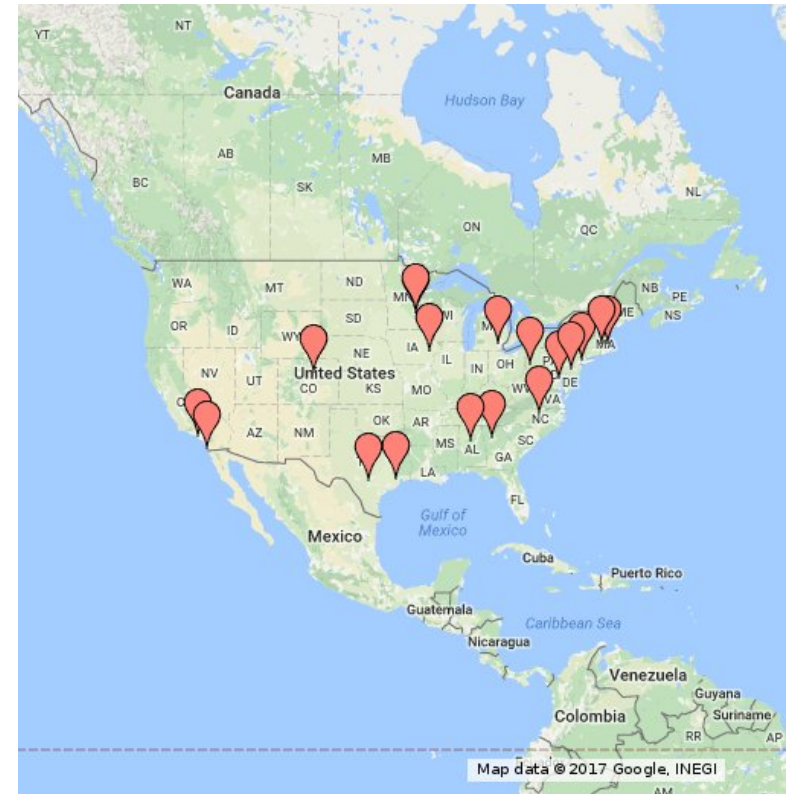 YT
NT
Canada
Hudson Bay
AB
MB
BC
SK
NL
ON
QC
NB
PE
NS
ME
WA
MT
ND
MN
OR
ID
SD
WI
WY
MI
IA
NE
MA
NV
United States
IL
IN
OH
PA
UT
CO
KS
MO
WV
DE
VA
AZ
NM
OK
AR
NC
MS
AL
SC
GA
LA
FL
Gulf of
Mexico
Mexico
Cuba
Puerto Rico
Guatemala
Caribbean Sea
Nicaragua
Venezuela
Guyana
Colombia
Suriname
RR
AP
AM
Map data ©2017 Google, INEGI